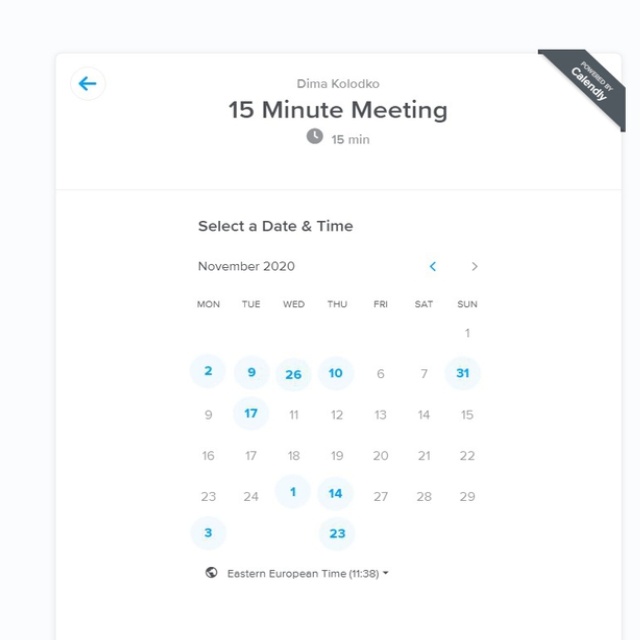 POWERED BY
Calendly
Dima Kolodko
15 Minute Meeting
15 min
Select a Date & Time
November 2020
MON TUE WED THU FRI SAT SUN
1
2 9 26 10 6 7 31
9 17 11 12 13 14 15
16 17 18 19 20 21 22
23 24 1 14 27 28 29
3 23
Eastern European Time (11:38)